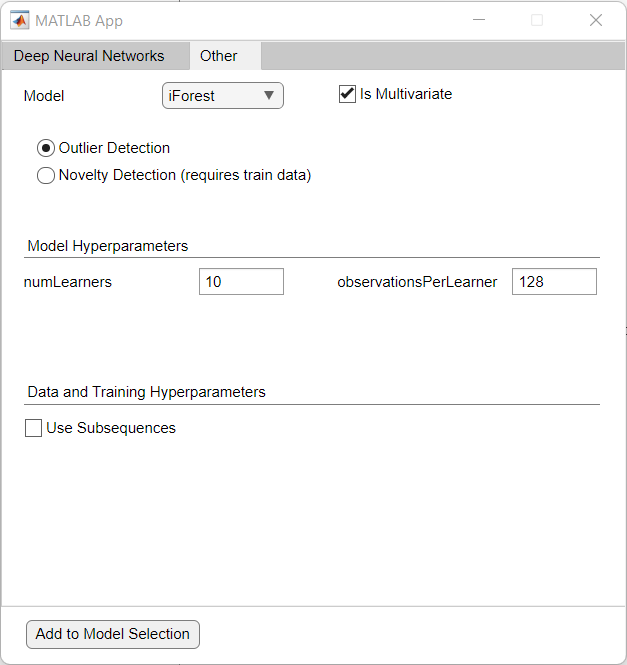 MATLAB App
Deep Neural Networks Other
Model iForest Is Multivariate
Outlier Detection
Novelty Detection (requires train data)
Model Hyperparameters
numLearners 10 observationsPerLearner 128
Data and Training Hyperparameters
Use Subsequences
Add to Model Selection